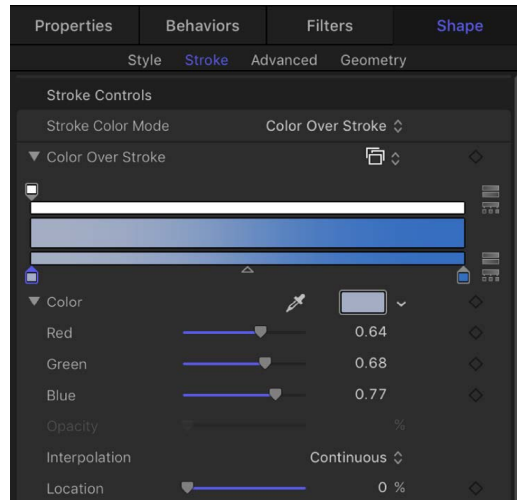 Properties Behaviors Filters Shape
Style Stroke Advanced Geometry
Stroke Controls
Stroke Color Mode Color Over Stroke
Color Over Stroke
Color
Red 0.64
Green 0.68
Blue 0.77
Opacity %
Interpolation Continuous
Location 0 %